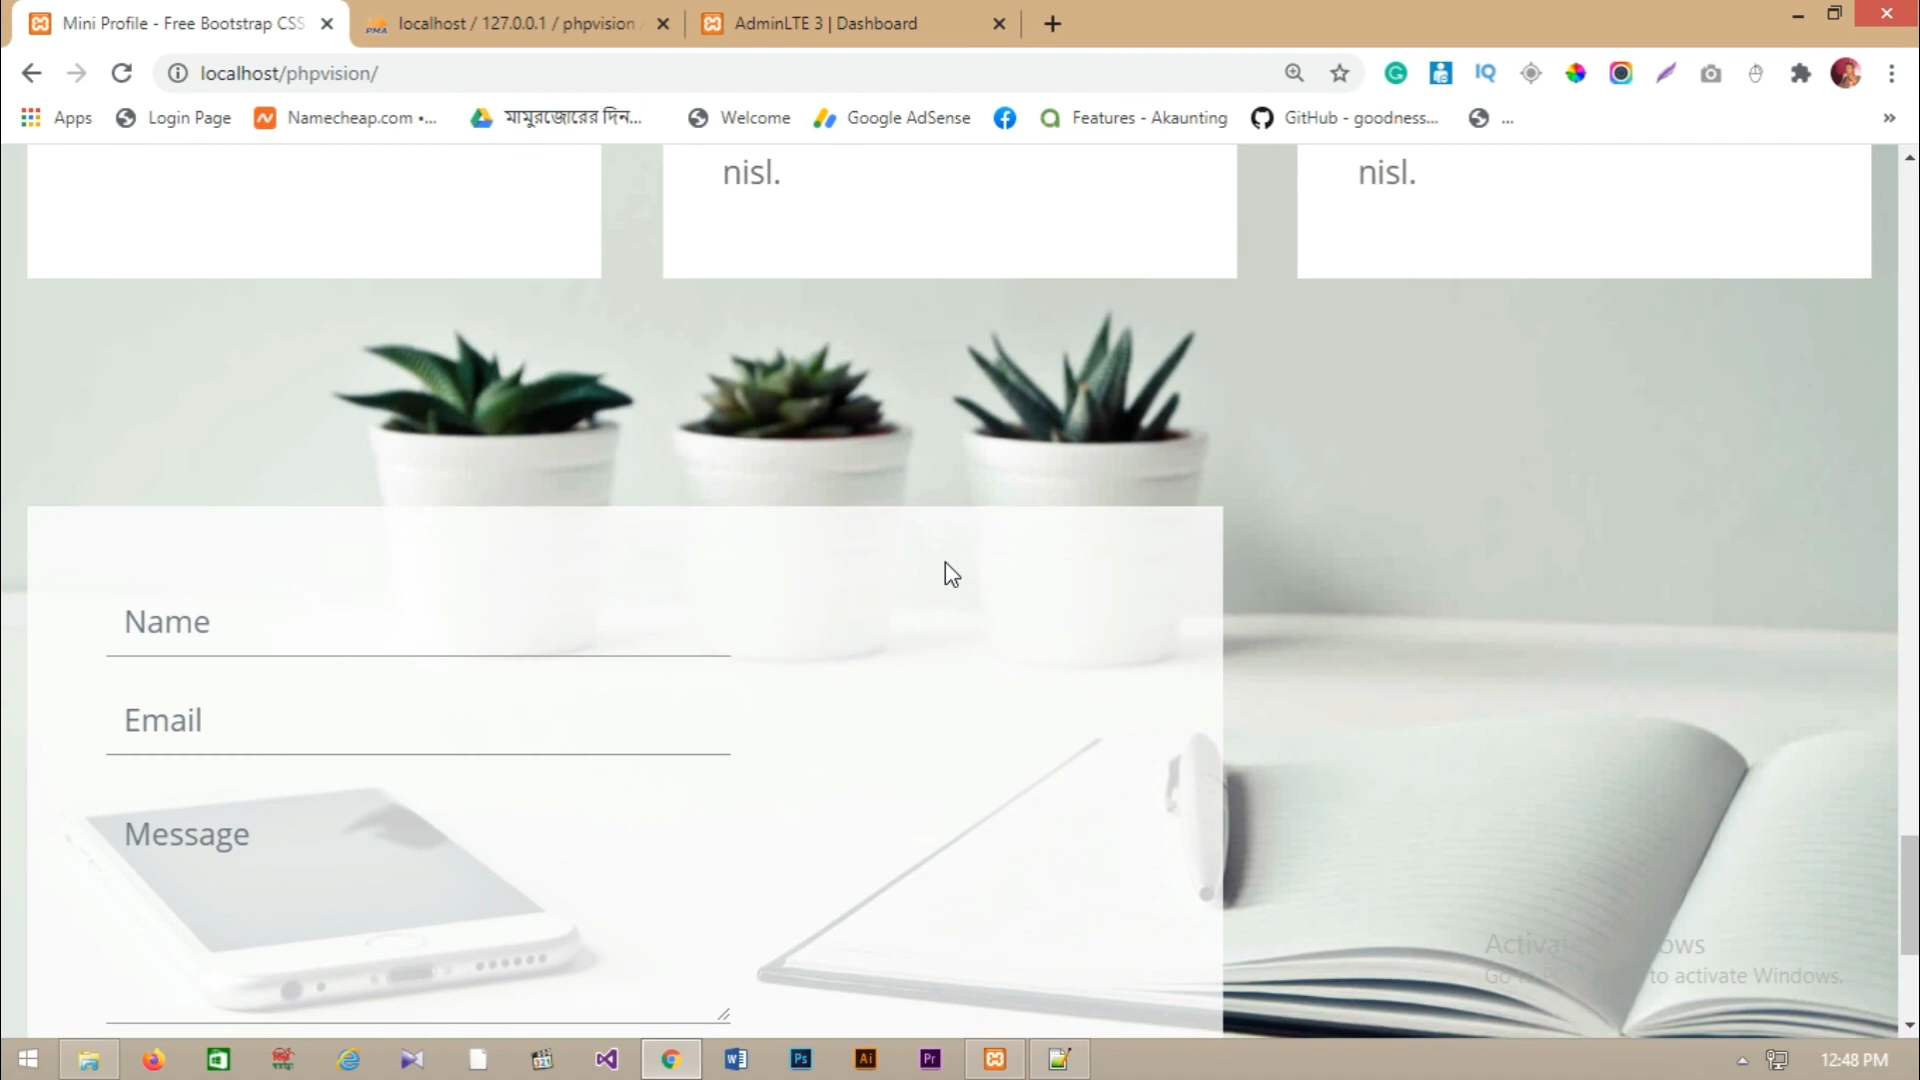 Mini Profile - Free Bootstrap CSS
localhost / 127.0.0.1 / phpvision
AdminLTE 3 | Dashboard
localhost/phpvision/
Apps
Login Page
Namecheap.com •...
মামুরজোরের দিন...
Welcome
Google AdSense
Features - Akaunting
GitHub - goodness...
...
nisl.
nisl.
Name
Email
Message
to activate Windows.
12:48 PM